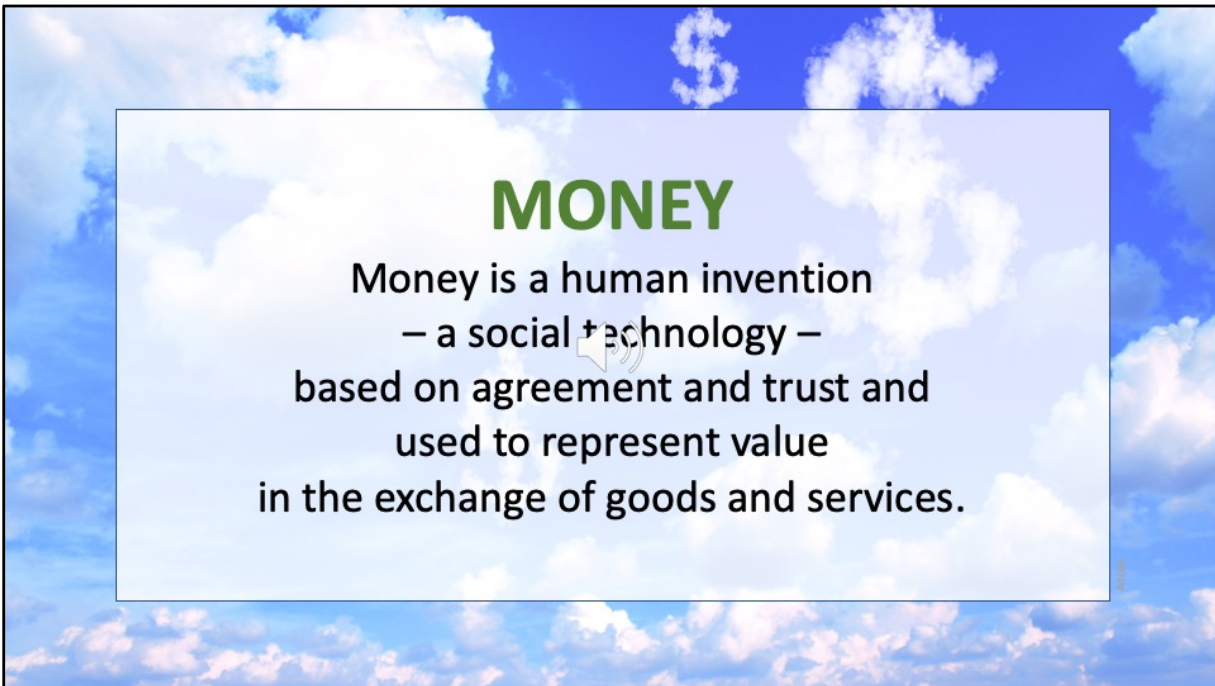 MONEY
Money is a human invention
– a social technology –
based on agreement and trust and
used to represent value
in the exchange of goods and services.